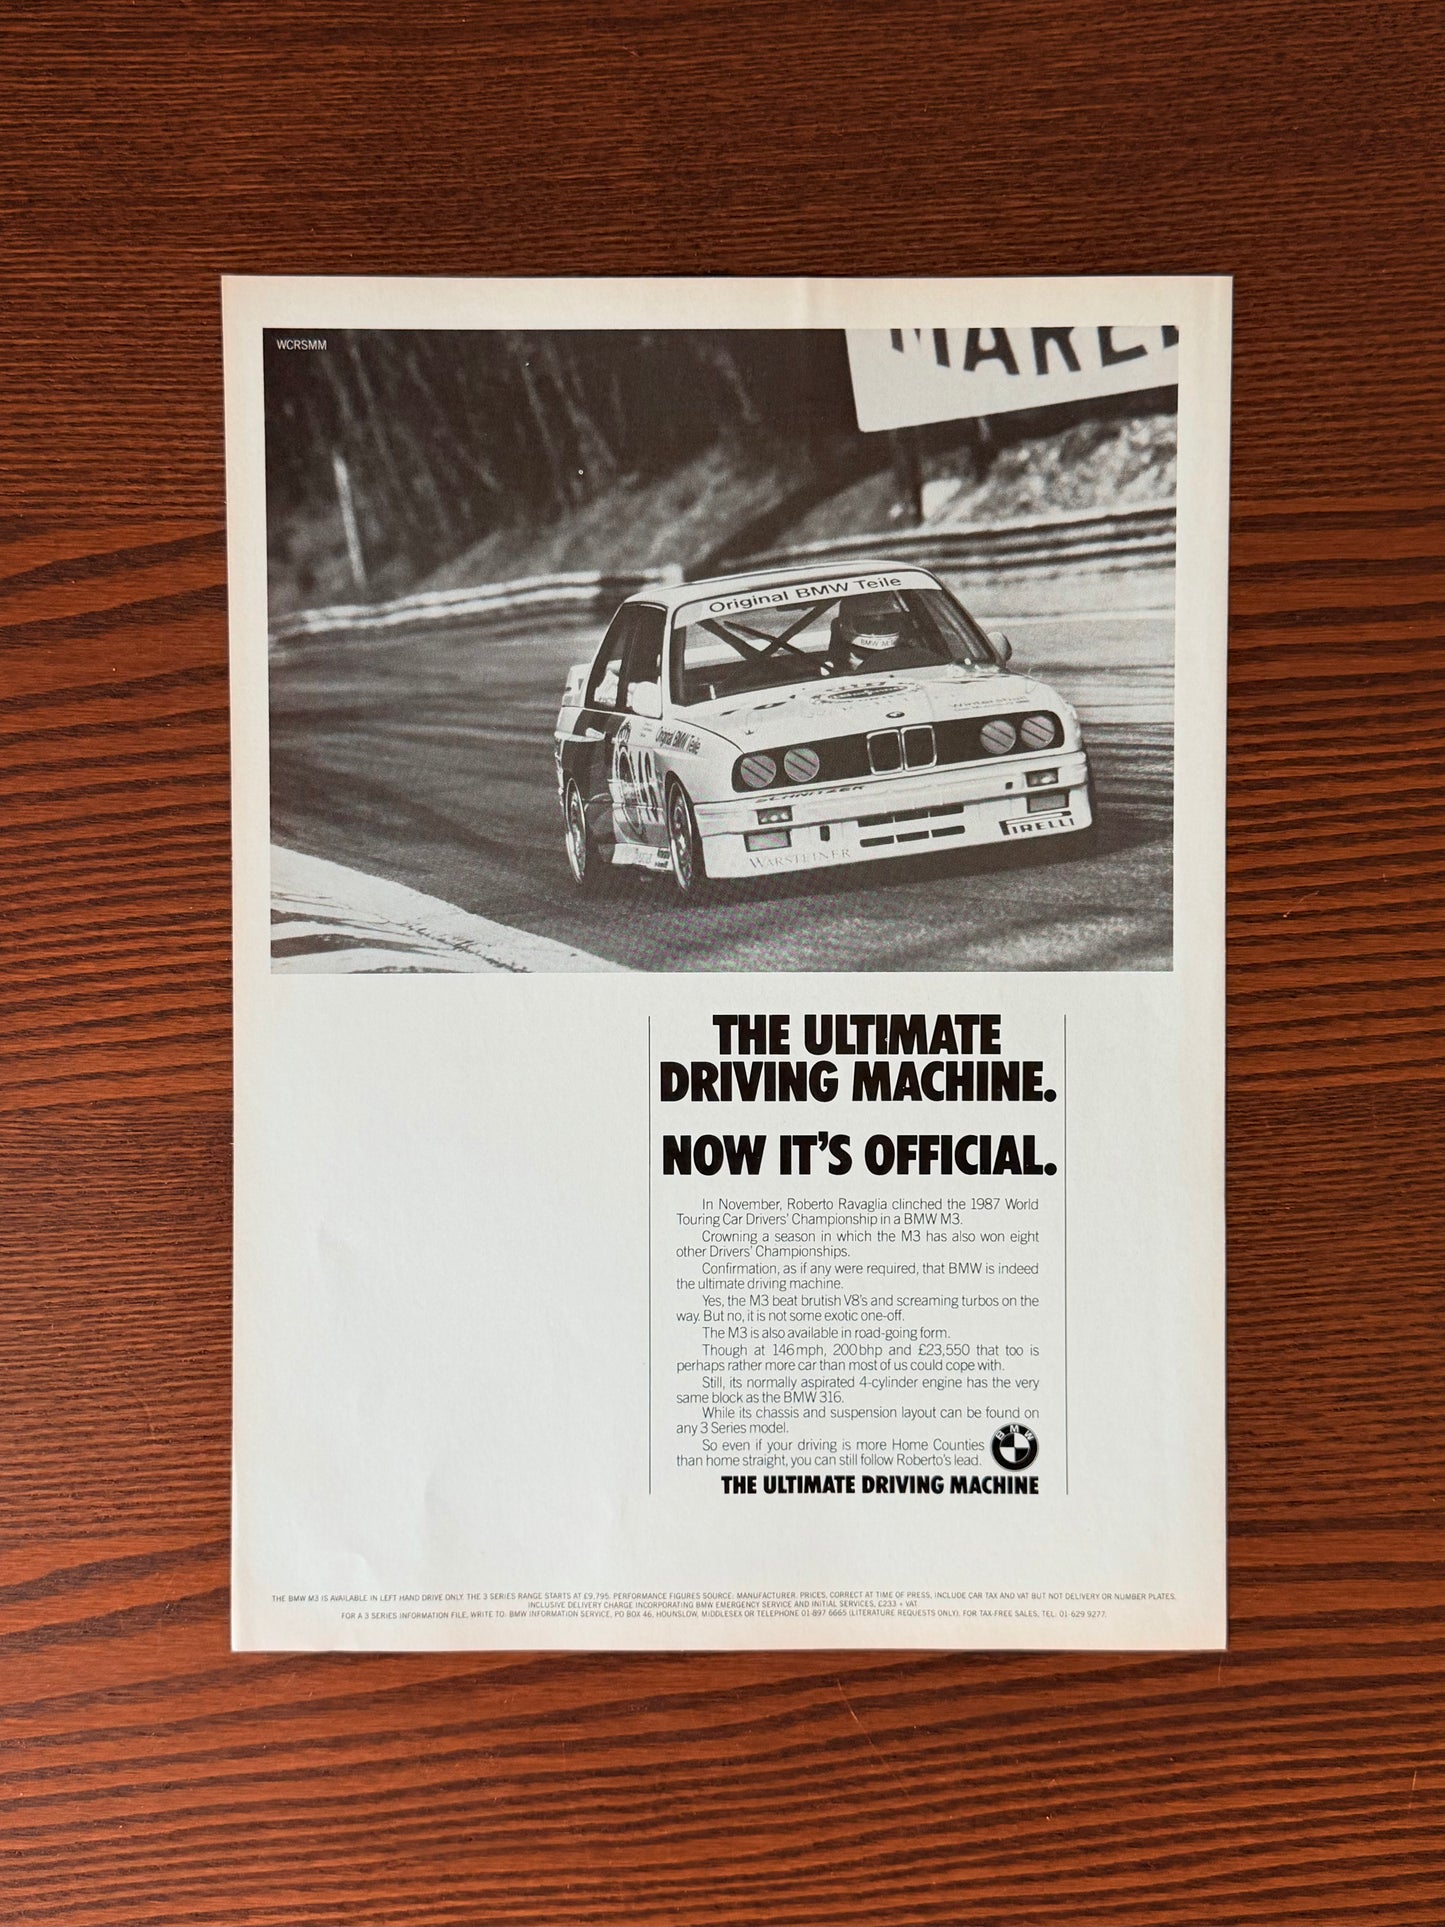 WCRSMM
MARL
Original BMW Teile
BMW M
Original BMW Teile
SCHNITZER
PIRELLI
WARSTEINER
THE ULTIMATE
DRIVING MACHINE.
NOW IT'S OFFICIAL.
In November, Roberto Ravaglia clinched the 1987 World
Touring Car Drivers' Championship in a BMW M3.
Crowning a season in which the M3 has also won eight
other Drivers' Championships.
Confirmation, as if any were required, that BMW is indeed
the ultimate driving machine.
Yes, the M3 beat brutish V8's and screaming turbos on the
way. But no, it is not some exotic one-off.
The M3 is also available in road-going form.
Though at 146mph, 200bhp and £23,550 that too is
perhaps rather more car than most of us could cope with.
Still, its normally aspirated 4-cylinder engine has the very
same block as the BMW 316.
While its chassis and suspension layout can be found on
any 3 Series model.
So even if your driving is more Home Counties
than home straight, you can still follow Roberto's lead.
BMW
THE ULTIMATE DRIVING MACHINE
THE BMW M3 IS AVAILABLE IN LEFT HAND DRIVE ONLY. THE 3 SERIES RANGE STARTS AT £9,795. PERFORMANCE FIGURES SOURCE: MANUFACTURER. PRICES, CORRECT AT TIME OF PRESS, INCLUDE CAR TAX AND VAT BUT NOT DELIVERY OR NUMBER PLATES.
INCLUSIVE DELIVERY CHARGE INCORPORATING BMW EMERGENCY SERVICE AND INITIAL SERVICES, £233 + VAT.
FOR A 3 SERIES INFORMATION FILE, WRITE TO: BMW INFORMATION SERVICE, PO BOX 46, HOUNSLOW, MIDDLESEX OR TELEPHONE 01-897 6665 (LITERATURE REQUESTS ONLY). FOR TAX-FREE SALES, TEL: 01-629 9277.